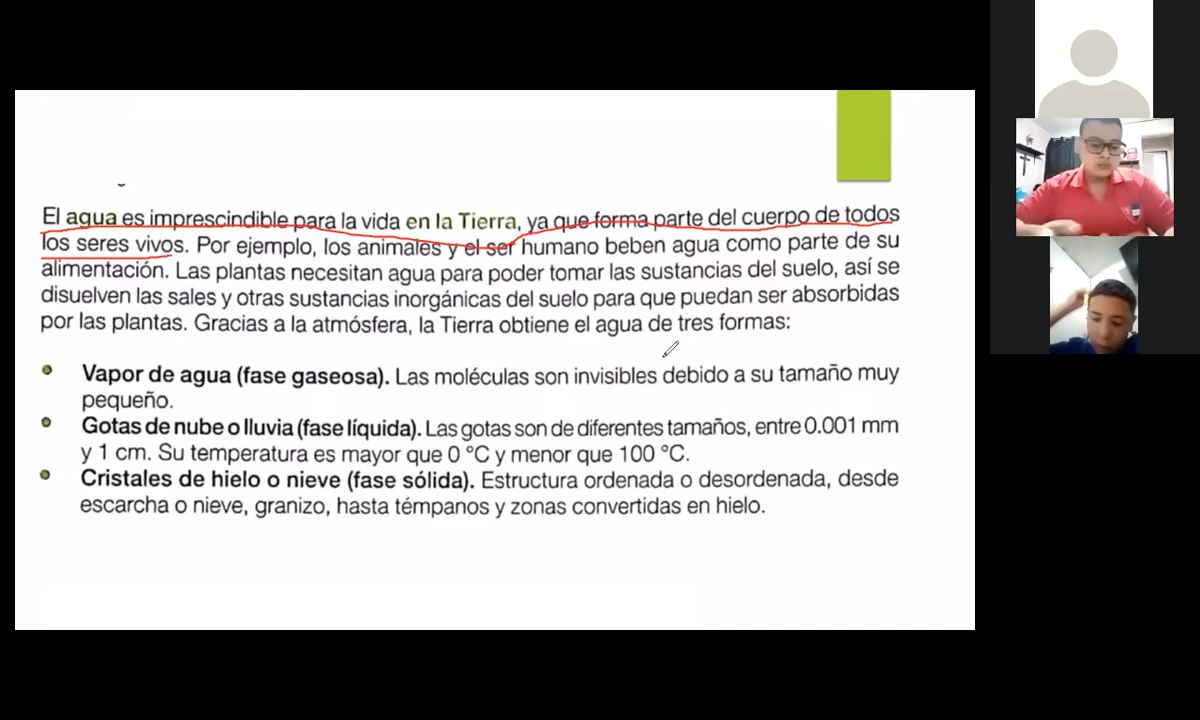 El agua es imprescindible para la vida en la Tierra, ya que forma parte del cuerpo de todos
los seres vivos. Por ejemplo, los animales y el ser humano beben agua como parte de su
alimentación. Las plantas necesitan agua para poder tomar las sustancias del suelo, así se
disuelven las sales y otras sustancias inorgánicas del suelo para que puedan ser absorbidas
por las plantas. Gracias a la atmósfera, la Tierra obtiene el agua de tres formas:
Vapor de agua (fase gaseosa). Las moléculas son invisibles debido a su tamaño muy
pequeño.
Gotas de nube o lluvia (fase líquida). Las gotas son de diferentes tamaños, entre 0.001 mm
y 1 cm. Su temperatura es mayor que 0 °C y menor que 100 °C.
Cristales de hielo o nieve (fase sólida). Estructura ordenada o desordenada, desde
escarcha o nieve, granizo, hasta témpanos y zonas convertidas en hielo.